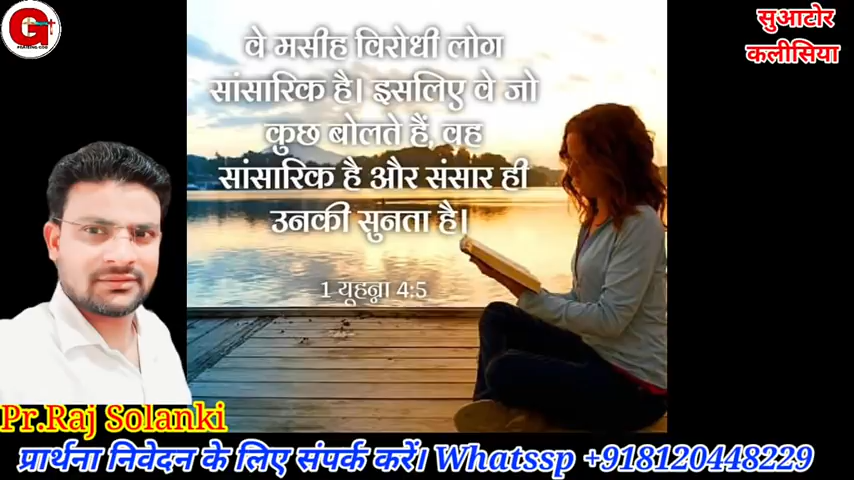 G
सुआटोर
कलीसिया
वे मसीह विरोधी लोग
सांसारिक है। इसलिए वे जो
कुछ बोलते हैं, वह
सांसारिक है और संसार ही
उनकी सुनता है।
1 यूहन्ना 4:5
Pr.Raj Solanki
प्रार्थना निवेदन के लिए संपर्क करें। Whatssp +918120448229